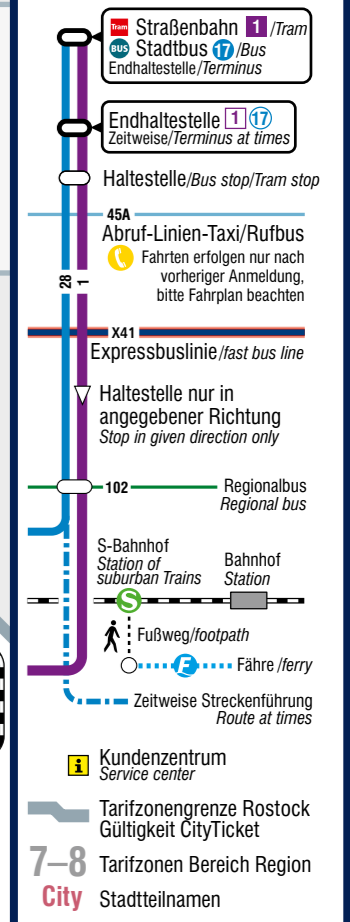 Tram Straßenbahn 1 /Tram
BUS Stadtbus 17 /Bus
Endhaltestelle/Terminus
Endhaltestelle 1 17
Zeitweise/Terminus at times
Haltestelle/Bus stop/Tram stop
45A
Abruf-Linien-Taxi/Rufbus
Fahrten erfolgen nur nach
vorheriger Anmeldung,
bitte Fahrplan beachten
28
1
X41
Expressbuslinie/fast bus line
Haltestelle nur in
angegebener Richtung
Stop in given direction only
102
Regionalbus
Regional bus
S-Bahnhof
Station of
suburban Trains
Bahnhof
Station
S
Fußweg/footpath
F
Fähre /ferry
Zeitweise Streckenführung
Route at times
i
Kundenzentrum
Service center
Tarifzonengrenze Rostock
Gültigkeit CityTicket
7–8 Tarifzonen Bereich Region
City Stadtteilnamen